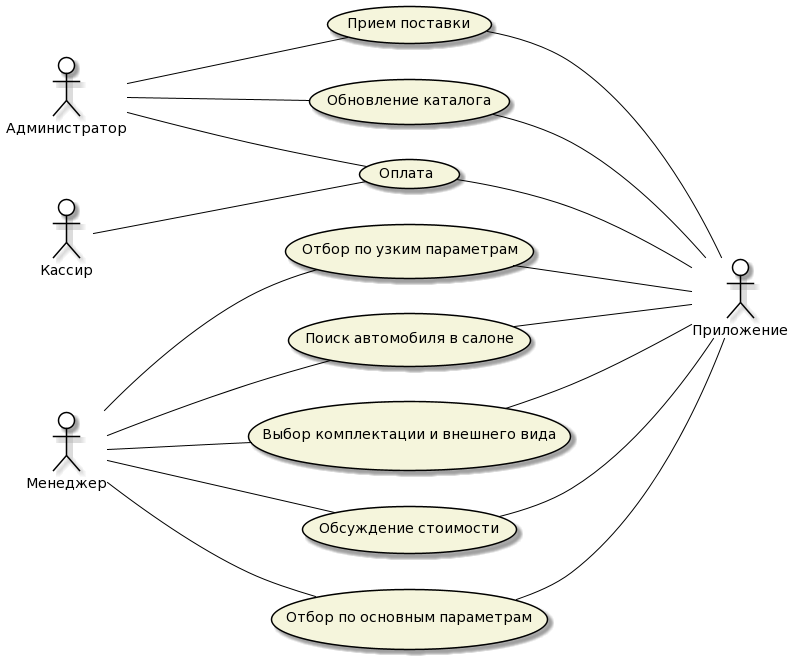 Прием поставки
Обновление каталога
Администратор
Оплата
Кассир
Отбор по узким параметрам
Приложение
Поиск автомобиля в салоне
Выбор комплектации и внешнего вида
Менеджер
Обсуждение стоимости
Отбор по основным параметрам